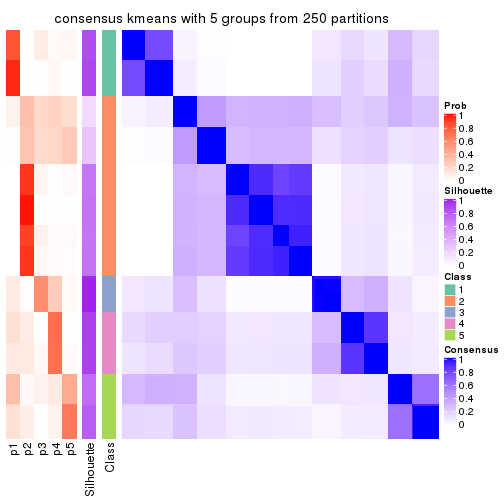 consensus kmeans with 5 groups from 250 partitions
Prob
1
0.8
0.6
0.4
0.2
0
Silhouette
1
0.8
0.6
0.4
0.2
0
Class
1
2
3
4
5
Consensus
1
0.8
0.6
0.4
0.2
0
p1
p2
p3
p4
p5
Silhouette
Class